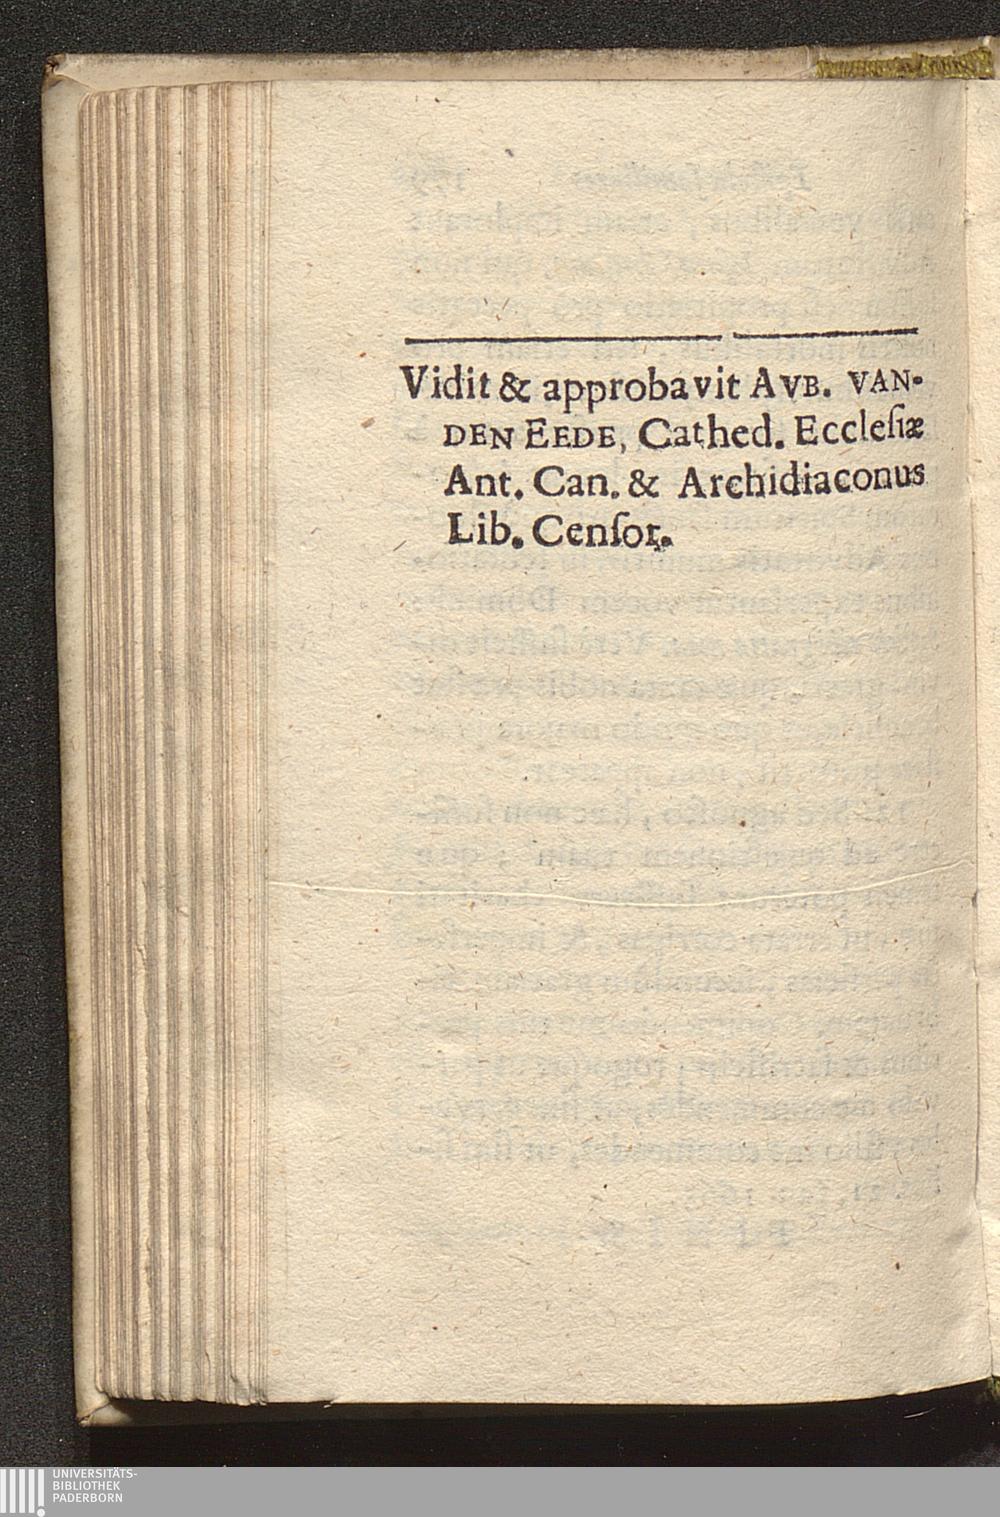 Vidit & approbavit AVB. VAN-
DEN EEDE, Cathed. Eccleſiæ
Ant. Can. & Archidiaconus
Lib. Cenſor.
UNIVERSITÄTS-
BIBLIOTHEK
PADERBORN